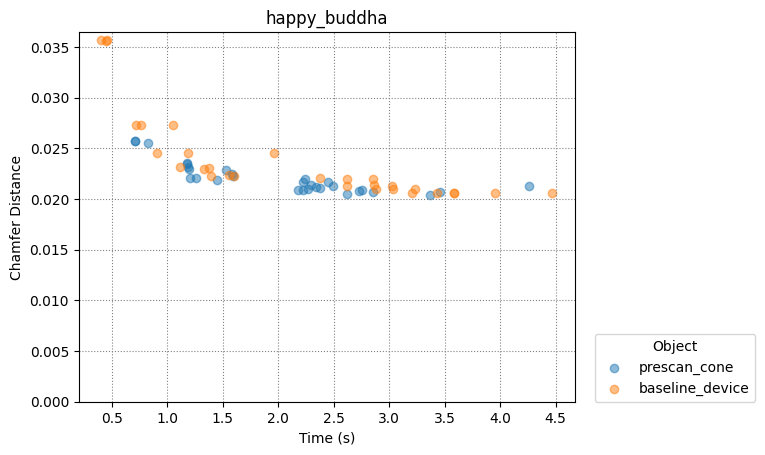 happy_buddha
Chamfer Distance
0.035
0.030
0.025
0.020
0.015
0.010
0.005
0.000
0.5 1.0 1.5 2.0 2.5 3.0 3.5 4.0 4.5
Time (s)
Object
prescan_cone
baseline_device